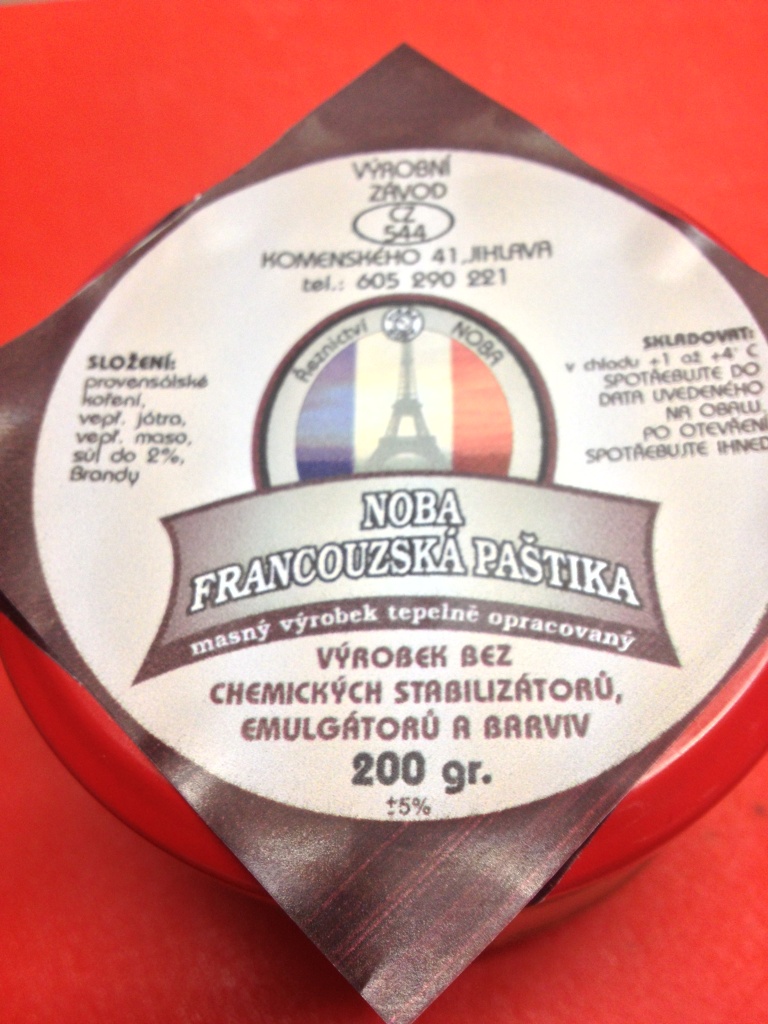 VÝROBNÍ
ZÁVOD
CZ
544
KOMENSKÉHO 41, JIHLAVA
tel.: 605 290 221
Řeznictví NOBA
SLOŽENÍ:
provensálské
koření,
vepř. játra,
vepř. maso,
sůl do 2%,
Brandy
SKLADOVAT:
v chladu +1 až +4° C
SPOTŘEBUJTE DO
DATA UVEDENÉHO
NA OBALU.
PO OTEVŘENÍ
SPOTŘEBUJTE IHNED
NOBA
FRANCOUZSKÁ PAŠTIKA
masný výrobek tepelně opracovaný
VÝROBEK BEZ
CHEMICKÝCH STABILIZÁTORŮ,
EMULGÁTORŮ A BARVIV
200 gr.
±5%